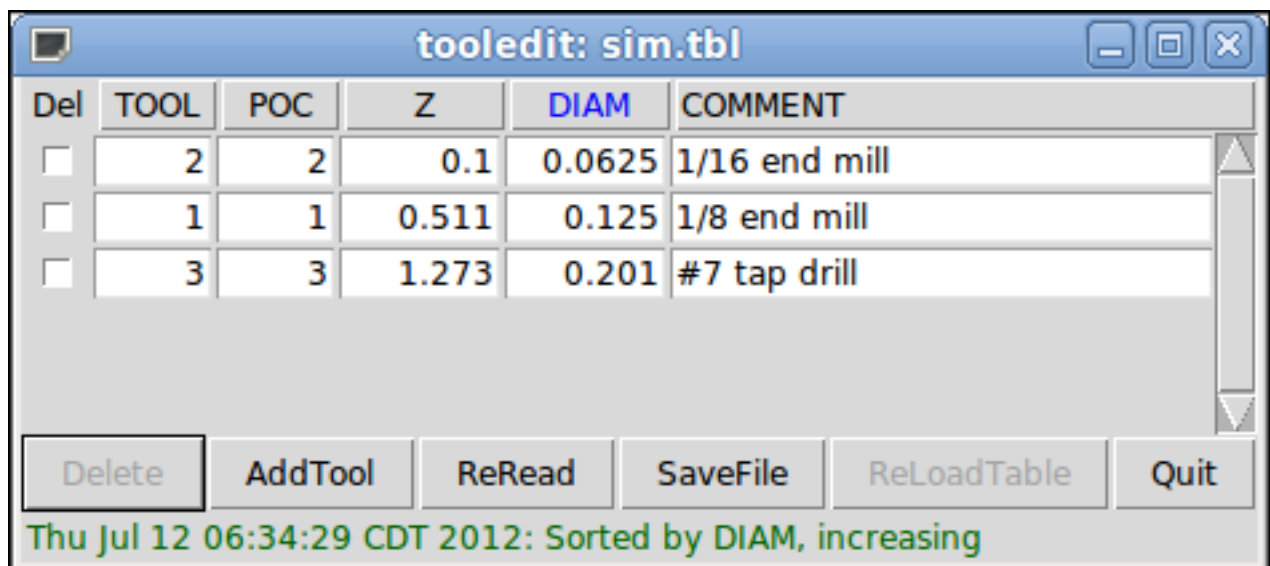 tooledit: sim.tbl
Del TOOL POC Z DIAM COMMENT
2 2 0.1 0.0625 1/16 end mill
1 1 0.511 0.125 1/8 end mill
3 3 1.273 0.201 #7 tap drill
Delete AddTool ReRead SaveFile ReLoadTable Quit
Thu Jul 12 06:34:29 CDT 2012: Sorted by DIAM, increasing